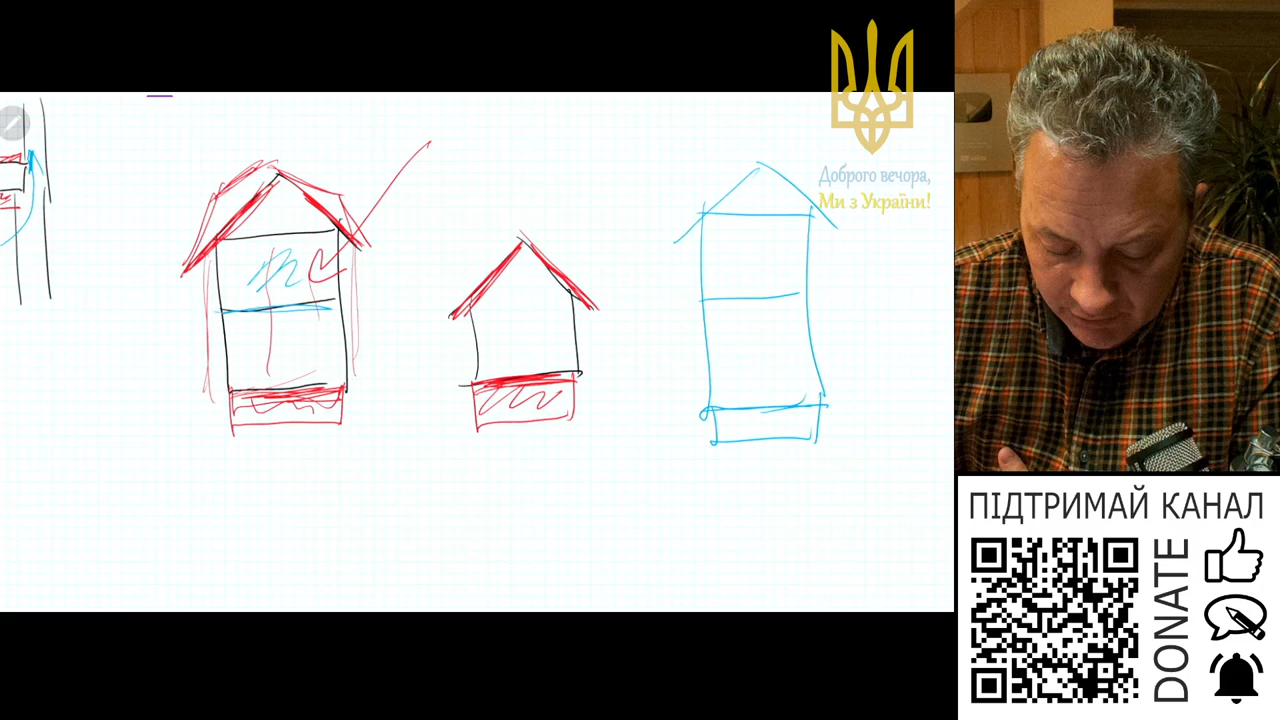 Доброго вечора,
Ми з України!
ПІДТРИМАЙ КАНАЛ
DONATE